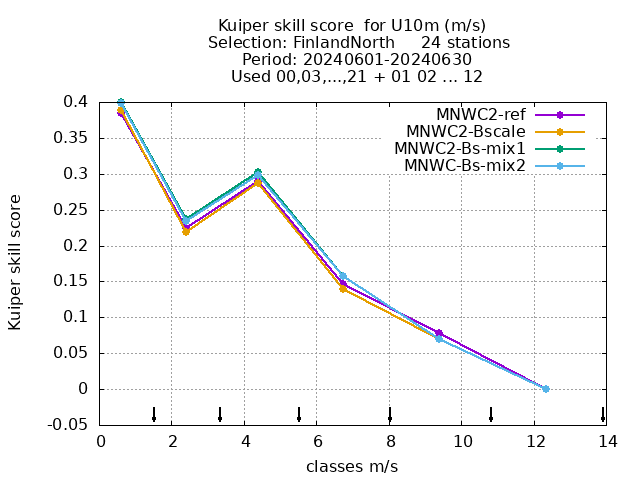 Kuiper skill score  for U10m (m/s)
Selection: FinlandNorth     24 stations
Period: 20240601-20240630
Used 00,03,...,21 + 01 02 ... 12
MNWC2-ref
MNWC2-Bscale
MNWC2-Bs-mix1
MNWC-Bs-mix2
Kuiper skill score
0.4
0.35
0.3
0.25
0.2
0.15
0.1
0.05
0
-0.05
0 2 4 6 8 10 12 14
classes m/s